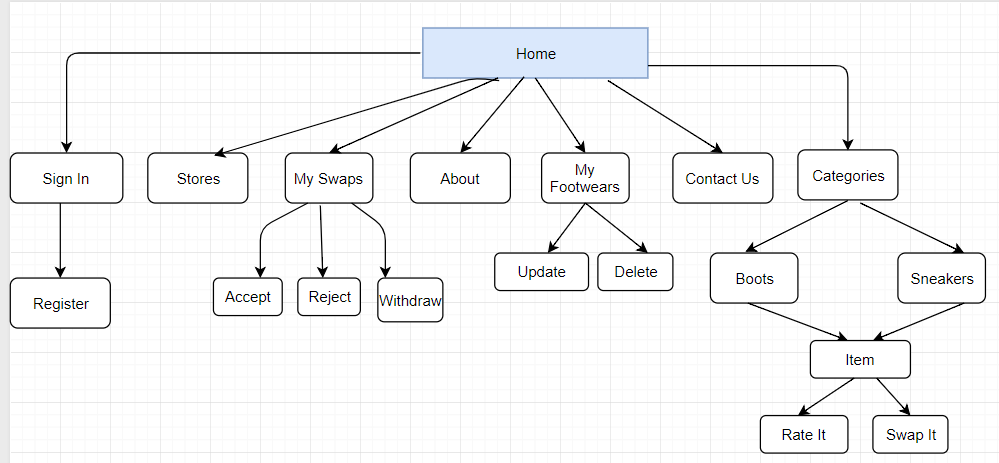 Home
Sign In
Stores
My Swaps
About
My
Footwears
Contact Us
Categories
Register
Accept
Reject
Withdraw
Update
Delete
Boots
Sneakers
Item
Rate It
Swap It